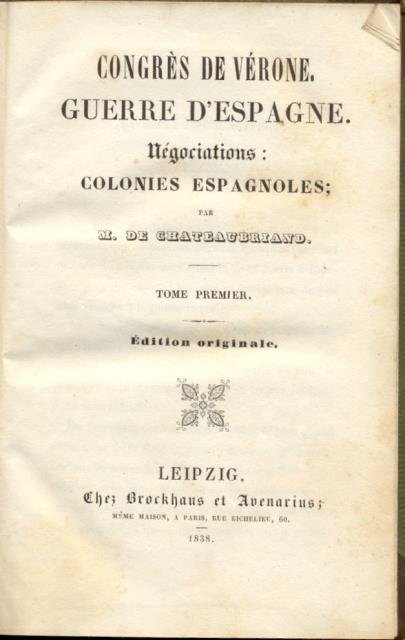 CONGRÈS DE VÉRONE.
GUERRE D'ESPAGNE.
Négociations:
COLONIES ESPAGNOLES;
PAR
M. DE CHATEAUBRIAND.
TOME PREMIER.
Édition originale.
LEIPZIG,
Chez Brockhaus et Avenarius;
MÊME MAISON, A PARIS, RUE RICHELIEU, 60.
1838.